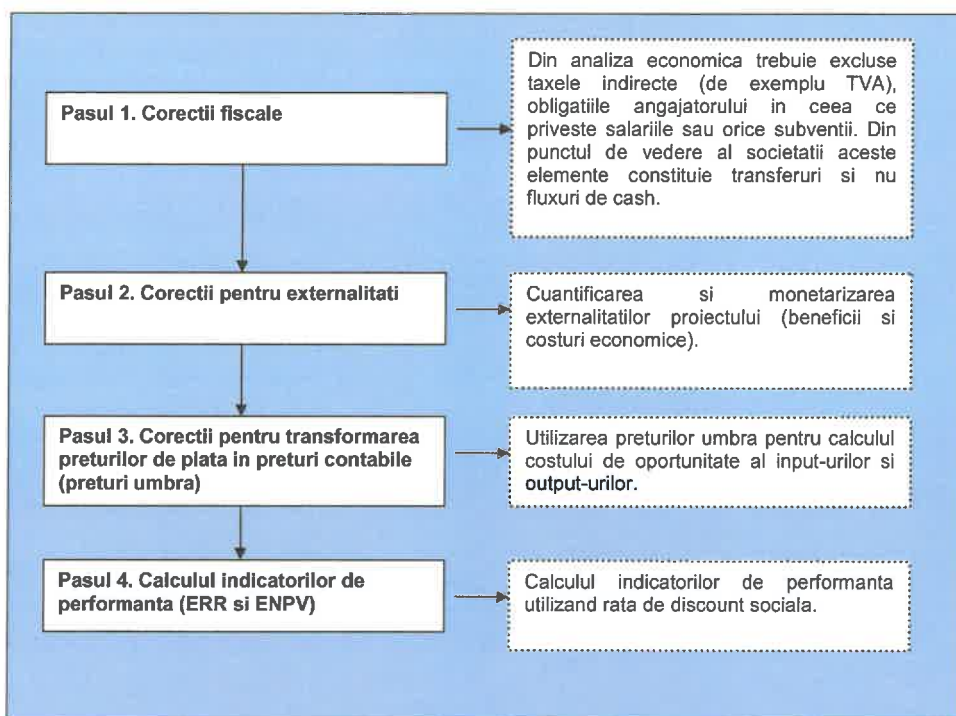 Pasul 1. Corectii fiscale
Din analiza economica trebuie excluse
taxele indirecte (de exemplu TVA),
obligatiile angajatorului in ceea ce
priveste salariile sau orice subventii. Din
punctul de vedere al societatii aceste
elemente constituie transferuri si nu
fluxuri de cash.
Pasul 2. Corectii pentru externalitati
Cuantificarea si monetarizarea
externalitatilor proiectului (beneficii si
costuri economice).
Pasul 3. Corectii pentru transformarea
preturilor de plata in preturi contabile
(preturi umbra)
Utilizarea preturilor umbra pentru calculul
costului de oportunitate al input-urilor si
output-urilor.
Pasul 4. Calculul indicatorilor de
performanta (ERR si ENPV)
Calculul indicatorilor de performanta
utilizand rata de discount sociala.